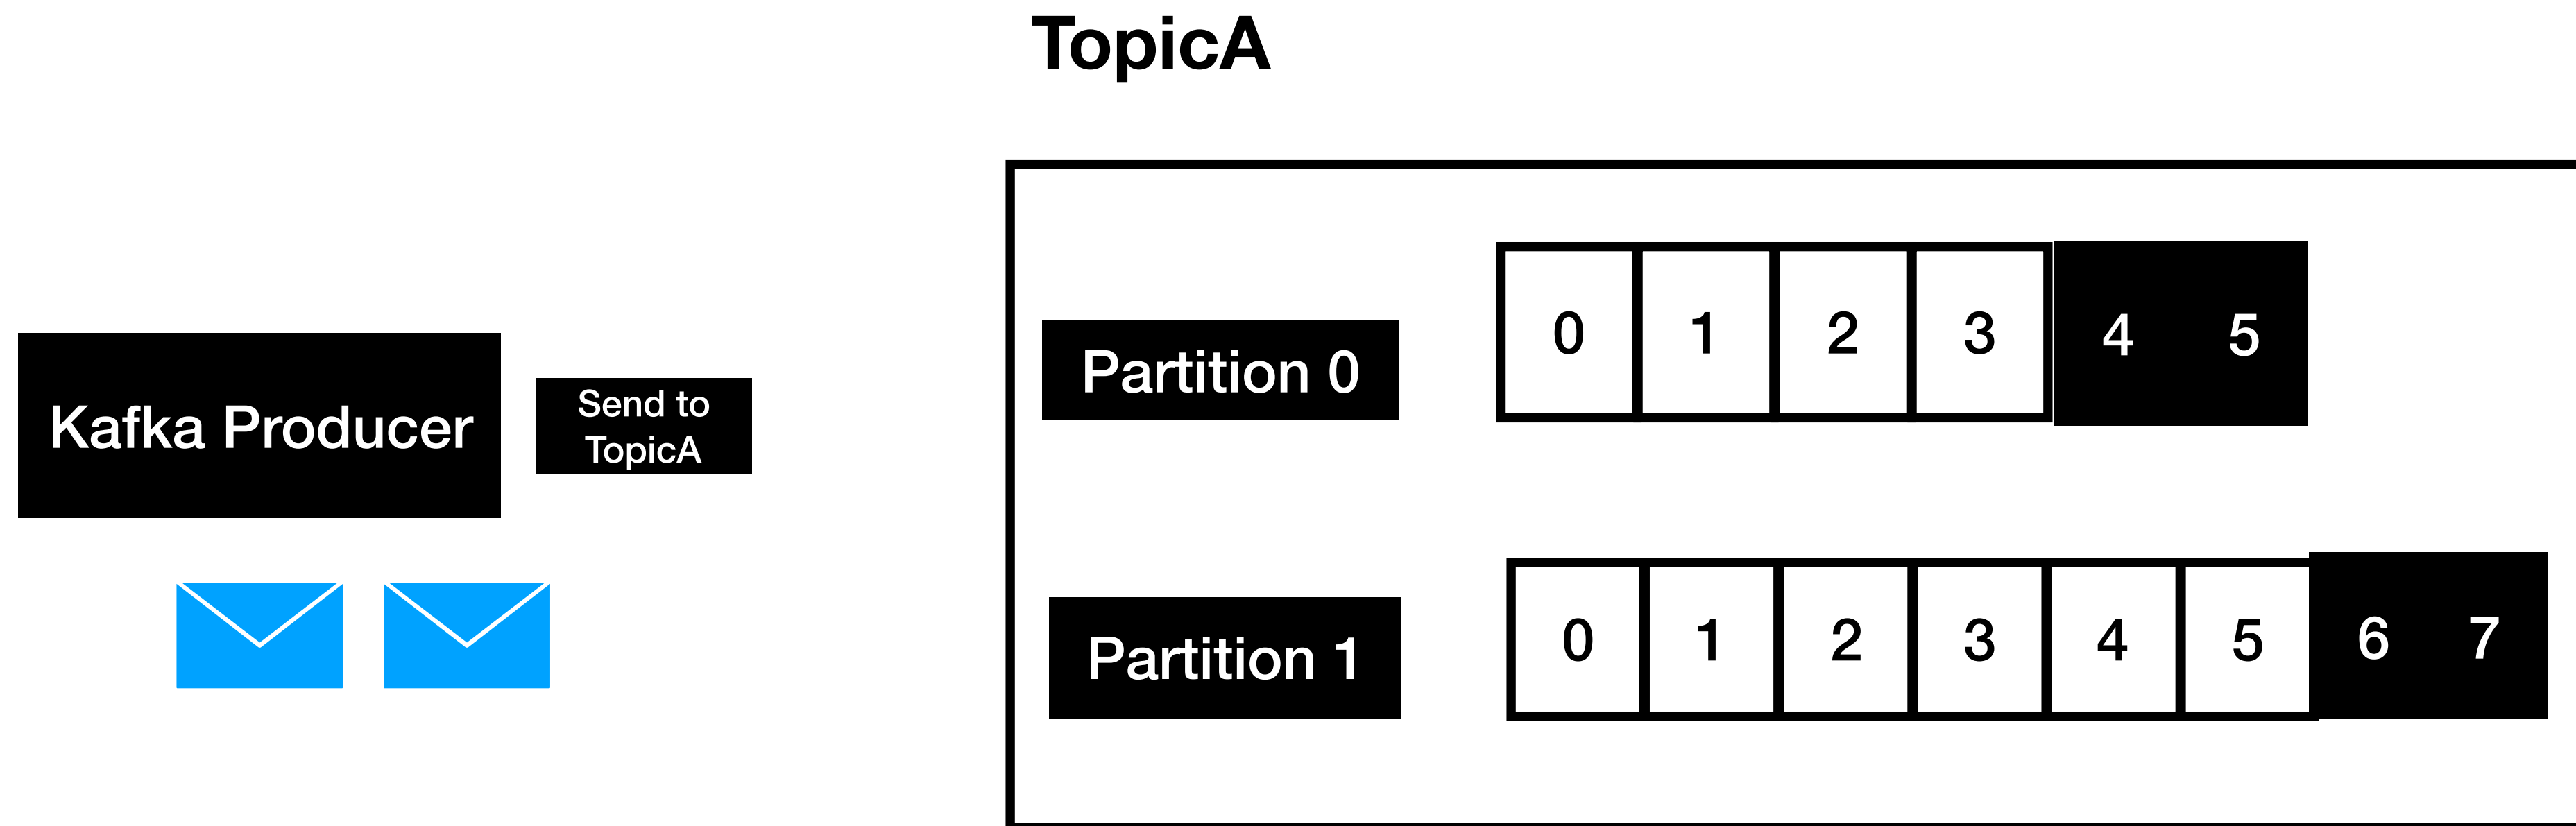 TopicA
Kafka Producer
Send to
TopicA
Partition 0
0 1 2 3 4 5
Partition 1
0 1 2 3 4 5 6 7